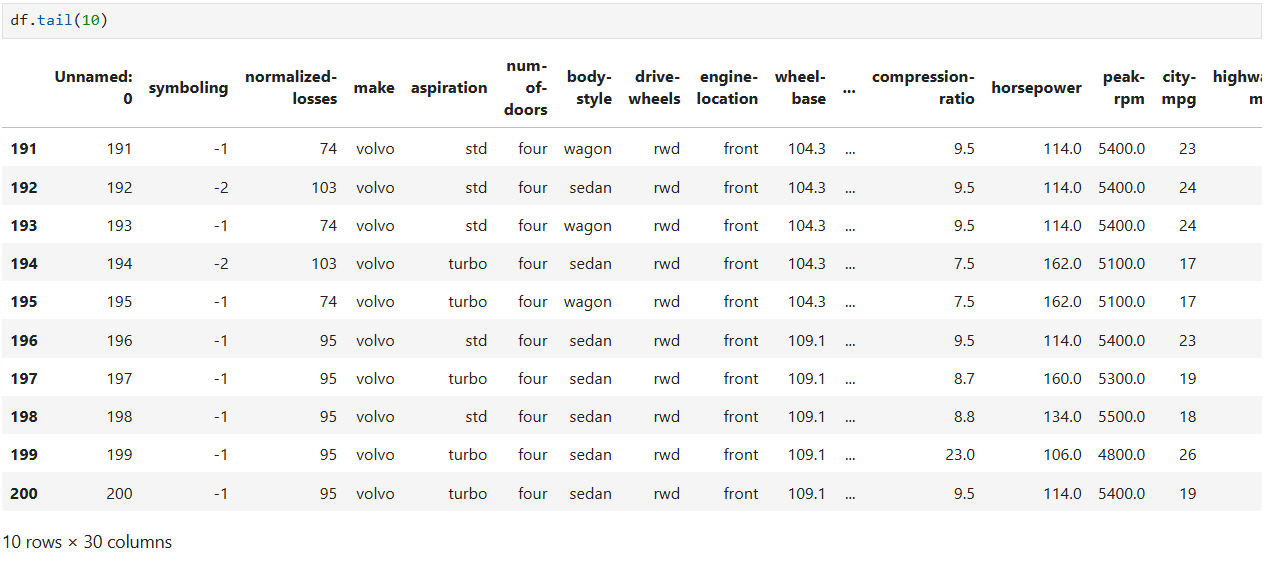 df.tail(10)
Unnamed: 0 symboling normalized-losses make aspiration num-of-doors body-style drive-wheels engine-location wheel-base ... compression-ratio horsepower peak-rpm city-mpg highwa m
191 191 -1 74 volvo std four wagon rwd front 104.3 ... 9.5 114.0 5400.0 23
192 192 -2 103 volvo std four sedan rwd front 104.3 ... 9.5 114.0 5400.0 24
193 193 -1 74 volvo std four wagon rwd front 104.3 ... 9.5 114.0 5400.0 24
194 194 -2 103 volvo turbo four sedan rwd front 104.3 ... 7.5 162.0 5100.0 17
195 195 -1 74 volvo turbo four wagon rwd front 104.3 ... 7.5 162.0 5100.0 17
196 196 -1 95 volvo std four sedan rwd front 109.1 ... 9.5 114.0 5400.0 23
197 197 -1 95 volvo turbo four sedan rwd front 109.1 ... 8.7 160.0 5300.0 19
198 198 -1 95 volvo std four sedan rwd front 109.1 ... 8.8 134.0 5500.0 18
199 199 -1 95 volvo turbo four sedan rwd front 109.1 ... 23.0 106.0 4800.0 26
200 200 -1 95 volvo turbo four sedan rwd front 109.1 ... 9.5 114.0 5400.0 19
10 rows × 30 columns